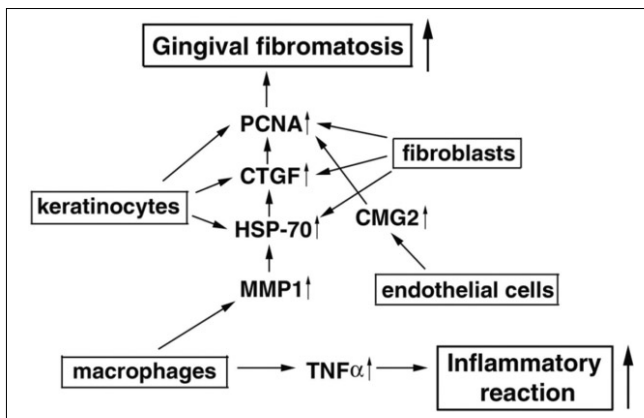 Gingival fibromatosis ↑
PCNA↑
fibroblasts
CTGF↑
keratinocytes
HSP-70↑
CMG2↑
MMP1↑
endothelial cells
macrophages
TNFα↑
Inflammatory
reaction ↑